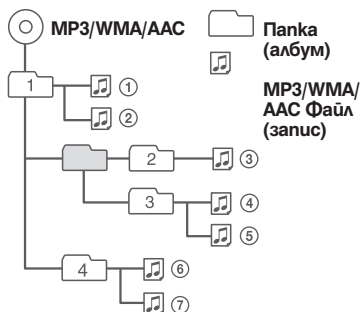 MP3/WMA/AAC
Папка
(албум)
MP3/WMA/
AAC Файл
(запис)
1 ①
②
2 ③
3 ④
⑤
4 ⑥
⑦